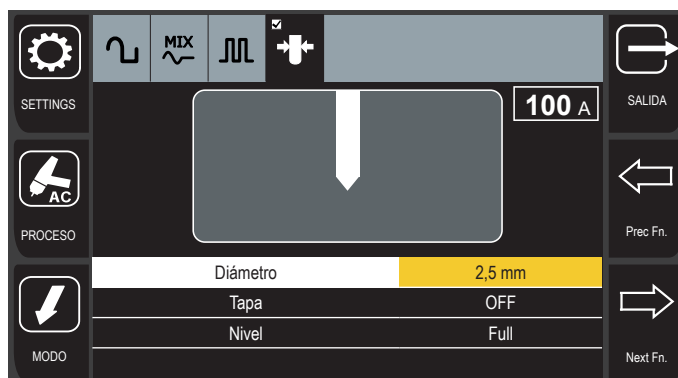 MIX
SETTINGS
100 A
SALIDA
AC
PROCESO
Prec Fn.
Diámetro 2,5 mm
Tapa OFF
Nivel Full
MODO
Next Fn.